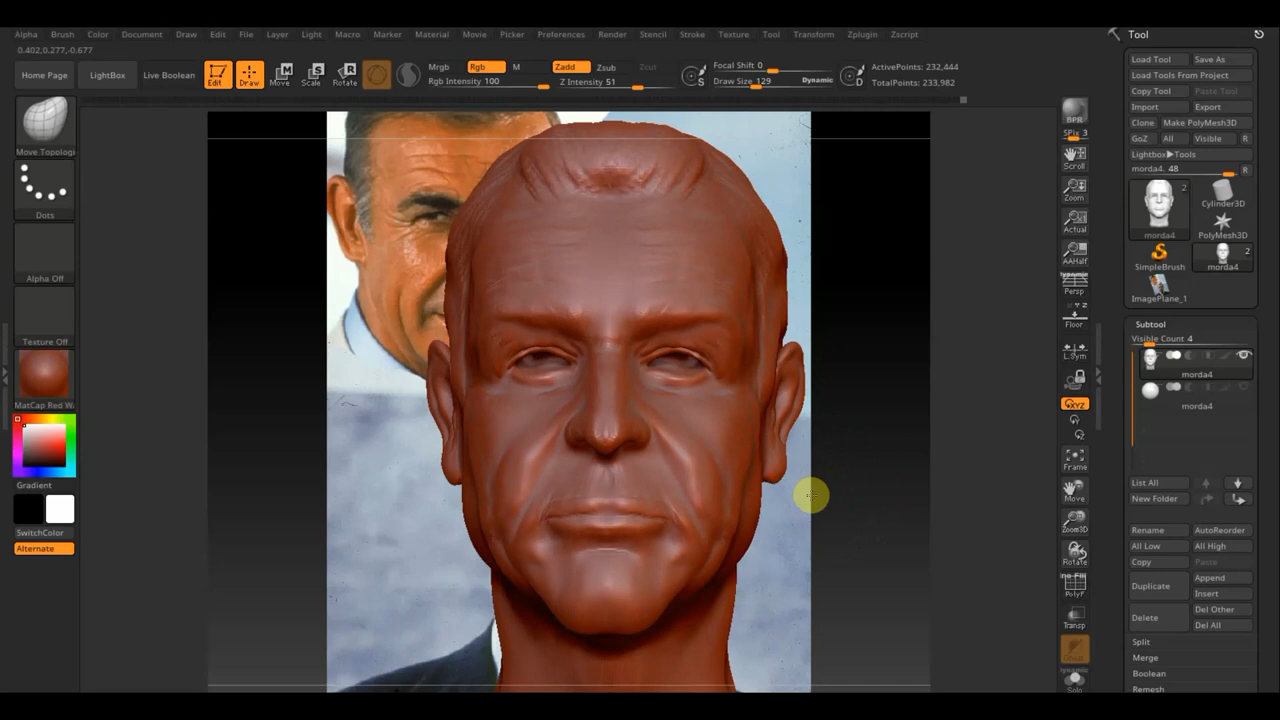 Alpha Brush Color Document Draw Edit File Layer Light Macro Marker Material Movie Picker Preferences Render Stencil Stroke Texture Tool Transform Zplugin Zscript
Tool
0.402,0.277,-0.677
Home Page LightBox Live Boolean Edit Draw Move Scale Rotate
Mrgb Rgb M Zadd Zsub Zcut
Rgb Intensity 100 Z Intensity 51
S Focal Shift 0
Draw Size 129 Dynamic
D ActivePoints: 232,444
TotalPoints: 233,982
Load Tool Save As
Load Tools From Project
Copy Tool Paste Tool
Import Export
Clone Make PolyMesh3D
GoZ All Visible R
Lightbox▶Tools
morda4. 48 R
2
morda4 Cylinder3D
PolyMesh3D
SimpleBrush 2 morda4
ImagePlane_1
Subtool
Visible Count 4
morda4
morda4
List All
New Folder
Rename AutoReorder
All Low All High
Copy Paste
Duplicate Append
Insert
Delete Del Other
Del All
Split
Merge
Boolean
Remesh
Move Topologi
Dots
Alpha Off
Texture Off
MatCap Red W
Gradient
SwitchColor
Alternate
BPR
SPix 3
Scroll
Zoom
Actual
AAHalf
Dynamic
Persp
Floor
L.Sym
XYZ
Y
Z
Frame
Move
Zoom3D
Rotate
PolyF
Transp
Dynamic
Solo